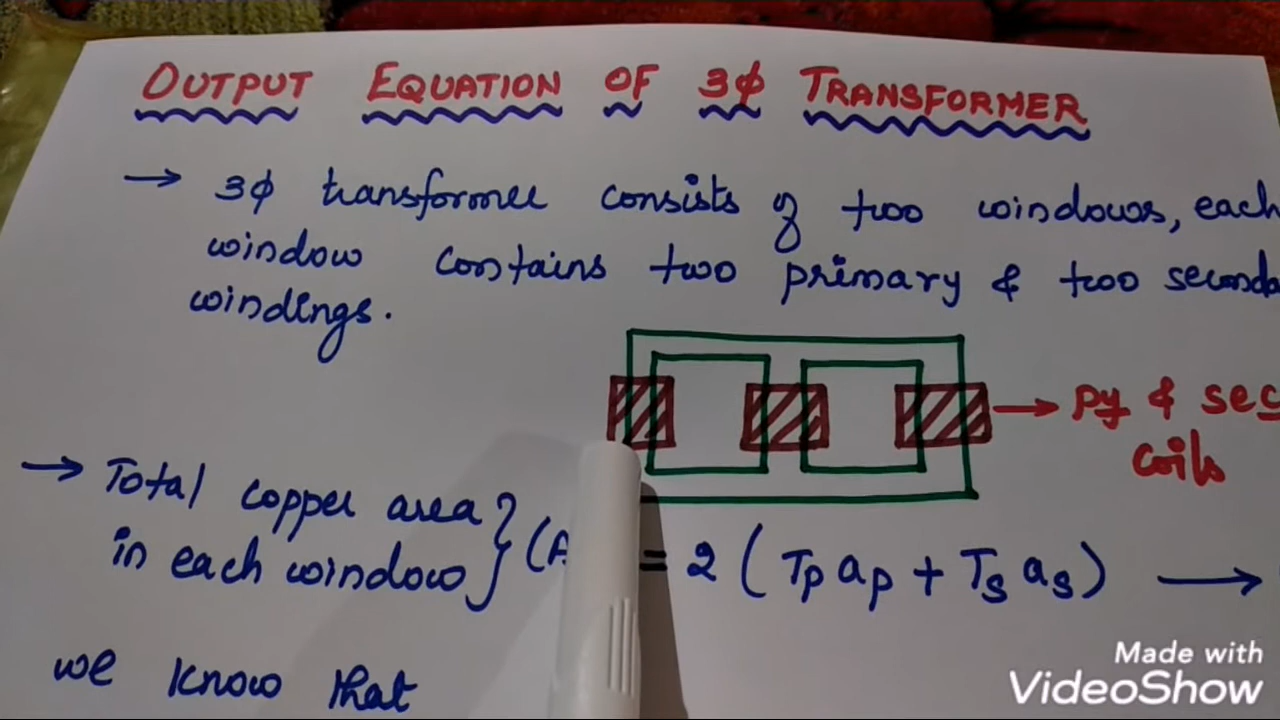 OUTPUT EQUATION OF 3ϕ TRANSFORMER
→ 3ϕ transformer consists of two windows, each
window contains two primary & two seconda
windings.
→ py & sec
coils
→ Total copper area
in each window } (A = 2 (Tp ap + Ts as) →
we know that
Made with
VideoShow